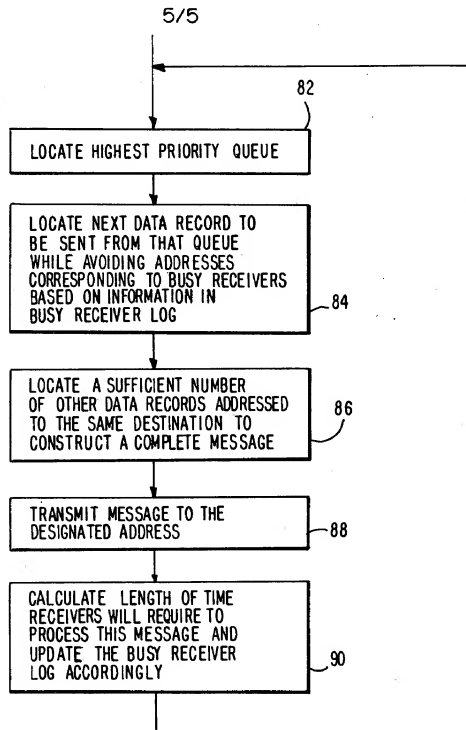 5/5
82
LOCATE HIGHEST PRIORITY QUEUE
LOCATE NEXT DATA RECORD TO
BE SENT FROM THAT QUEUE
WHILE AVOIDING ADDRESSES
CORRESPONDING TO BUSY RECEIVERS
BASED ON INFORMATION IN
BUSY RECEIVER LOG
84
LOCATE A SUFFICIENT NUMBER
OF OTHER DATA RECORDS ADDRESSED
TO THE SAME DESTINATION TO
CONSTRUCT A COMPLETE MESSAGE
86
TRANSMIT MESSAGE TO THE
DESIGNATED ADDRESS
88
CALCULATE LENGTH OF TIME
RECEIVERS WILL REQUIRE TO
PROCESS THIS MESSAGE AND
UPDATE THE BUSY RECEIVER
LOG ACCORDINGLY
90